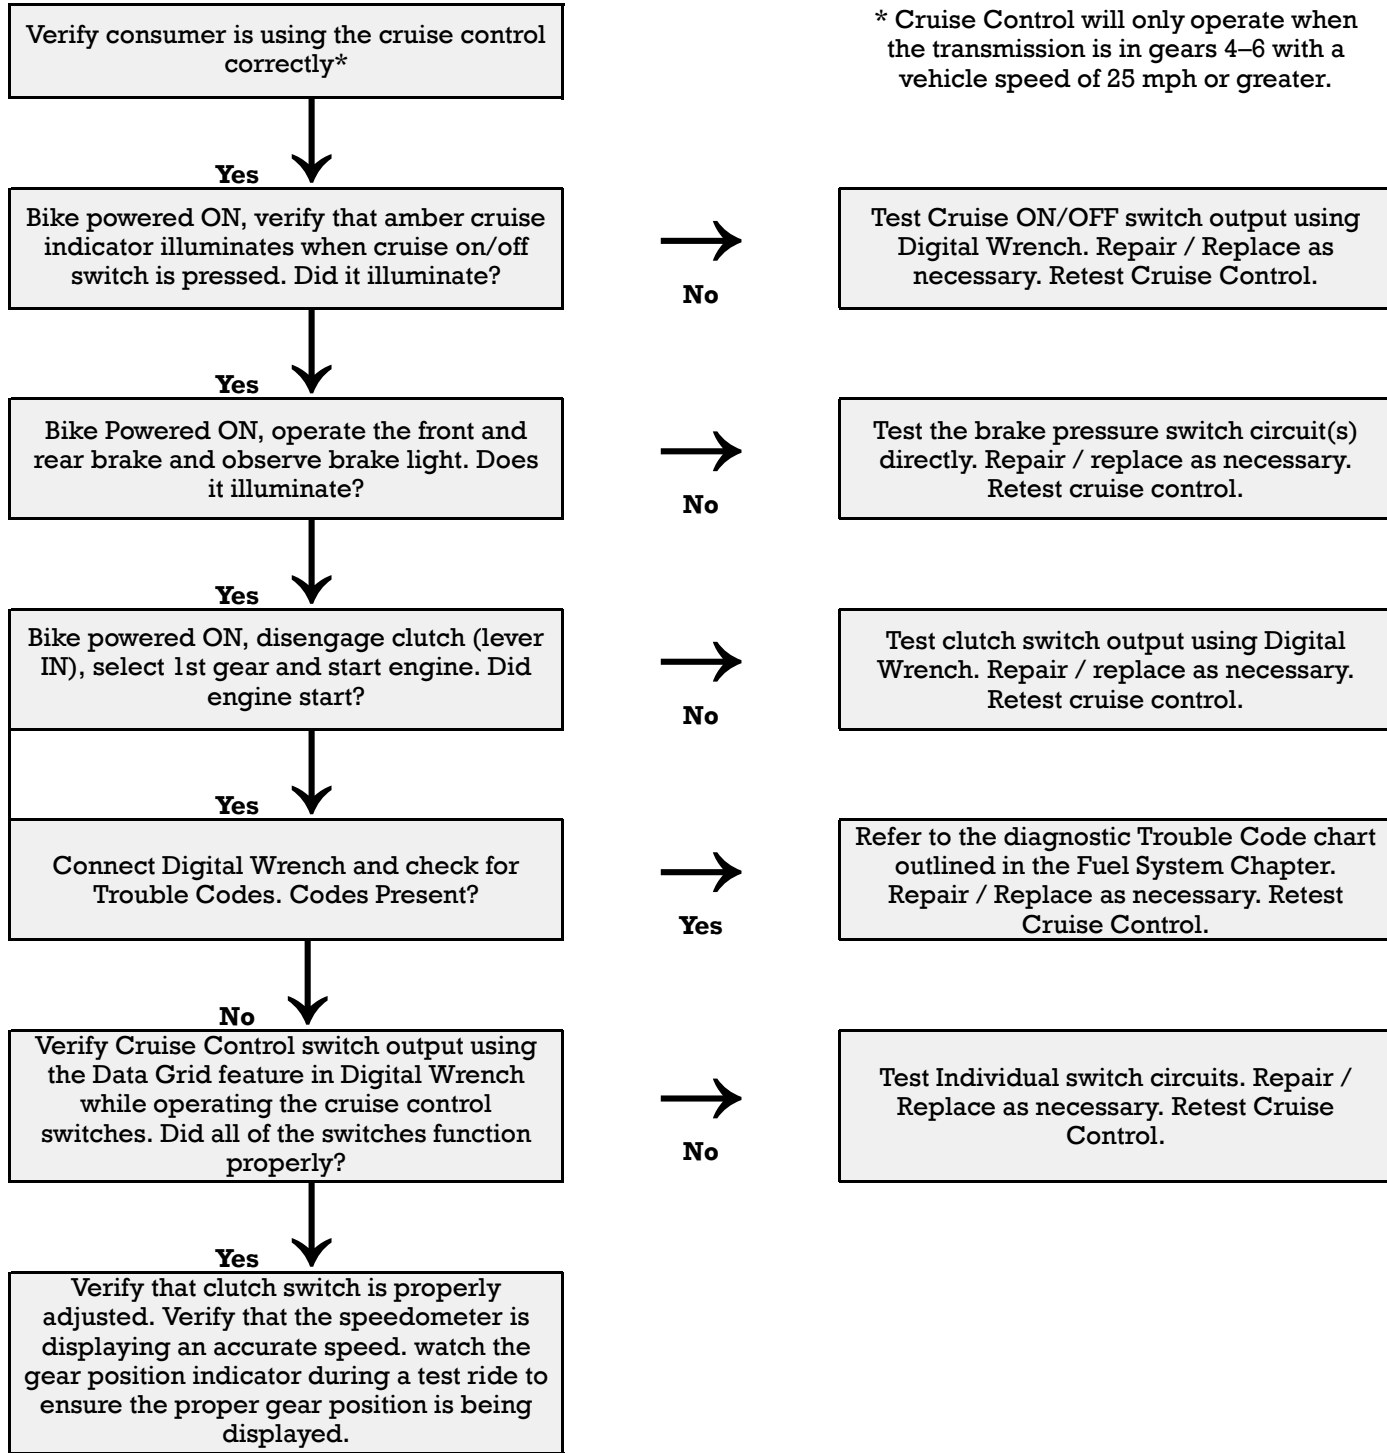 Verify consumer is using the cruise control
correctly*
* Cruise Control will only operate when
the transmission is in gears 4–6 with a
vehicle speed of 25 mph or greater.
Yes
Bike powered ON, verify that amber cruise
indicator illuminates when cruise on/off
switch is pressed. Did it illuminate?
No
Test Cruise ON/OFF switch output using
Digital Wrench. Repair / Replace as
necessary. Retest Cruise Control.
Yes
Bike Powered ON, operate the front and
rear brake and observe brake light. Does
it illuminate?
No
Test the brake pressure switch circuit(s)
directly. Repair / replace as necessary.
Retest cruise control.
Yes
Bike powered ON, disengage clutch (lever
IN), select 1st gear and start engine. Did
engine start?
No
Test clutch switch output using Digital
Wrench. Repair / replace as necessary.
Retest cruise control.
Yes
Connect Digital Wrench and check for
Trouble Codes. Codes Present?
Yes
Refer to the diagnostic Trouble Code chart
outlined in the Fuel System Chapter.
Repair / Replace as necessary. Retest
Cruise Control.
No
Verify Cruise Control switch output using
the Data Grid feature in Digital Wrench
while operating the cruise control
switches. Did all of the switches function
properly?
No
Test Individual switch circuits. Repair /
Replace as necessary. Retest Cruise
Control.
Yes
Verify that clutch switch is properly
adjusted. Verify that the speedometer is
displaying an accurate speed. watch the
gear position indicator during a test ride to
ensure the proper gear position is being
displayed.